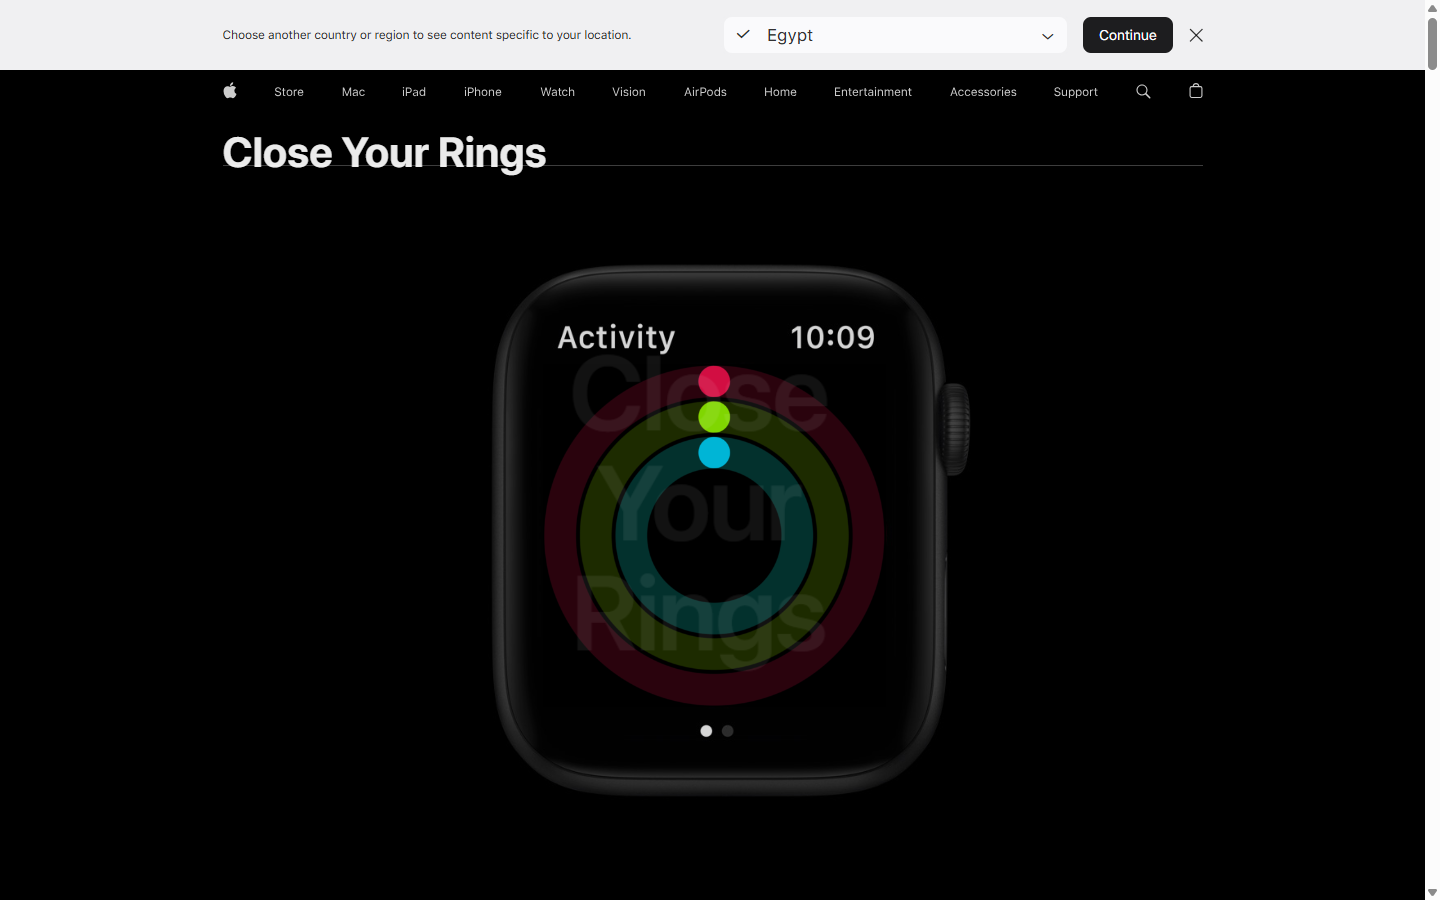 Choose another country or region to see content specific to your location.
Egypt
Continue
Store Mac iPad iPhone Watch Vision AirPods Home Entertainment Accessories Support
Close Your Rings
Activity 10:09
Close
Your
Rings